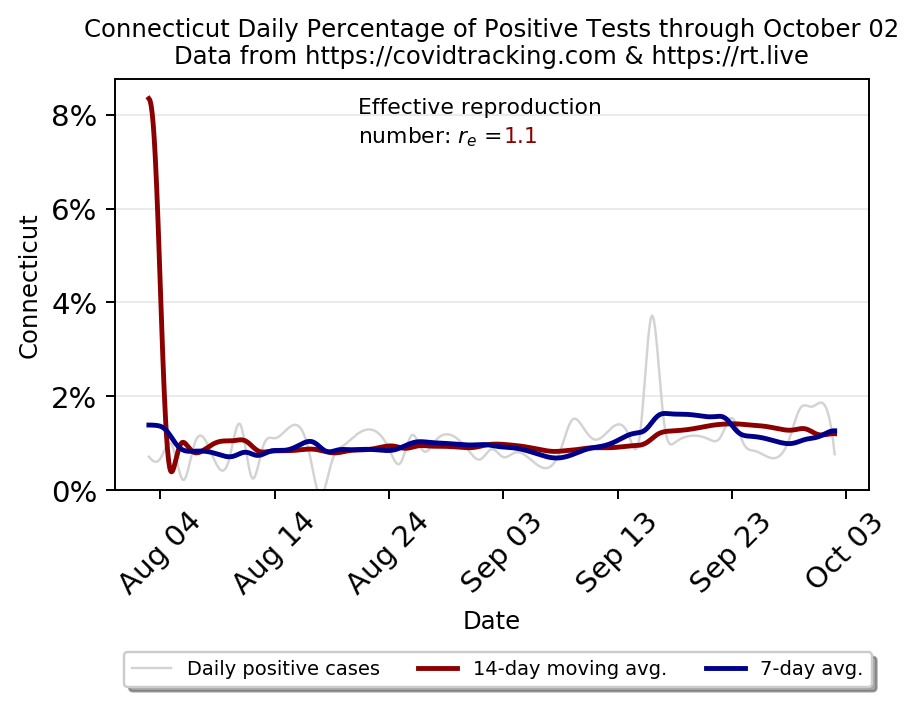 Connecticut Daily Percentage of Positive Tests through October 02
Data from https://covidtracking.com & https://rt.live
Effective reproduction
number: rₑ =1.1
8%
6%
4%
2%
0%
Connecticut
Aug 04
Aug 14
Aug 24
Sep 03
Sep 13
Sep 23
Oct 03
Date
Daily positive cases
14-day moving avg.
7-day avg.